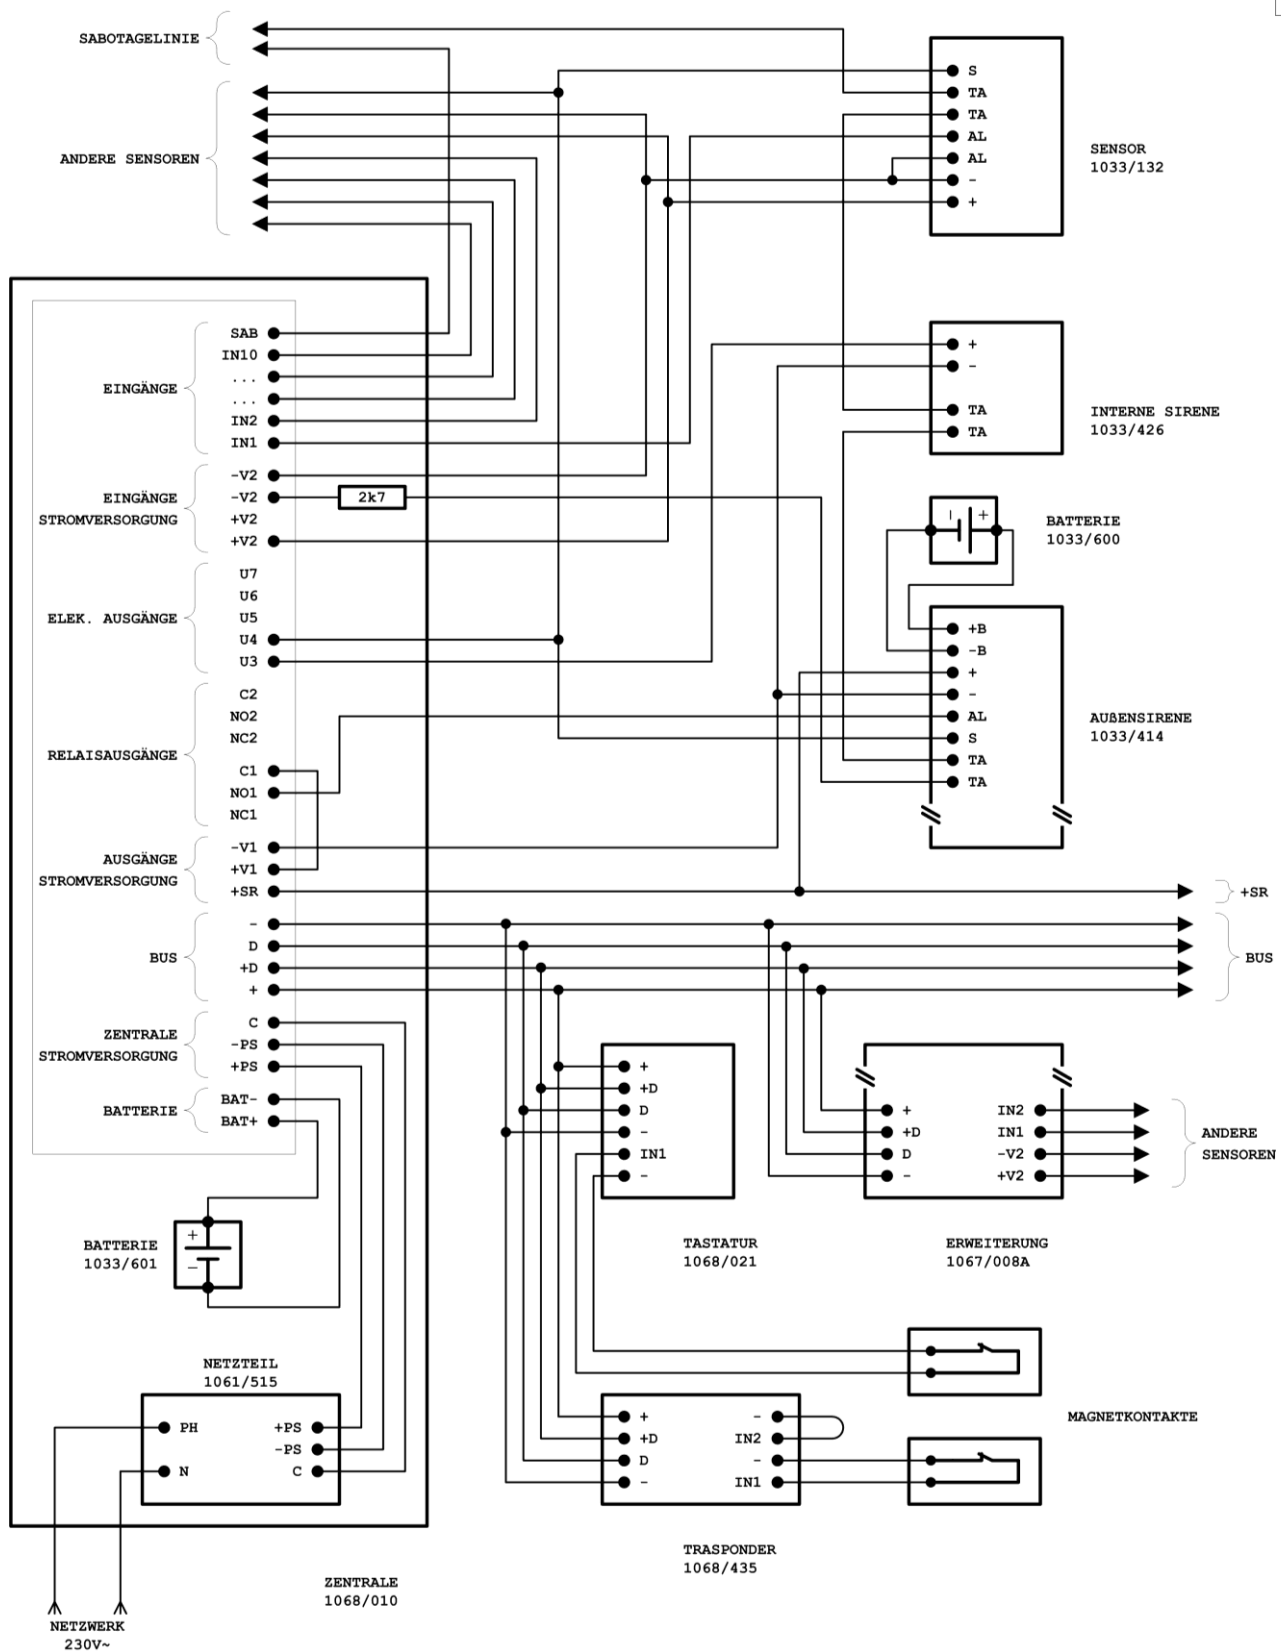 SABOTAGELINIE
ANDERE SENSOREN
S
TA
TA
AL
AL
-
+
SENSOR
1033/132
EINGÄNGE
SAB
IN10
...
...
IN2
IN1
EINGÄNGE
STROMVERSORGUNG
-V2
-V2
+V2
+V2
2k7
ELEK. AUSGÄNGE
U7
U6
U5
U4
U3
RELAISAUSGÄNGE
C2
NO2
NC2
C1
NO1
NC1
AUSGÄNGE
STROMVERSORGUNG
-V1
+V1
+SR
BUS
-
D
+D
+
ZENTRALE
STROMVERSORGUNG
C
-PS
+PS
BATTERIE
BAT-
BAT+
+
-
TA
TA
INTERNE SIRENE
1033/426
- +
BATTERIE
1033/600
+B
-B
+
-
AL
S
TA
TA
AUßENSIRENE
1033/414
+SR
BUS
+
+D
D
-
IN1
-
TASTATUR
1068/021
+
+D
D
-
IN2
IN1
-V2
+V2
ERWEITERUNG
1067/008A
ANDERE
SENSOREN
+
-
BATTERIE
1033/601
NETZTEIL
1061/515
PH
N
+PS
-PS
C
+
+D
D
-
-
IN2
-
IN1
TRASPONDER
1068/435
MAGNETKONTAKTE
ZENTRALE
1068/010
NETZWERK
230V~